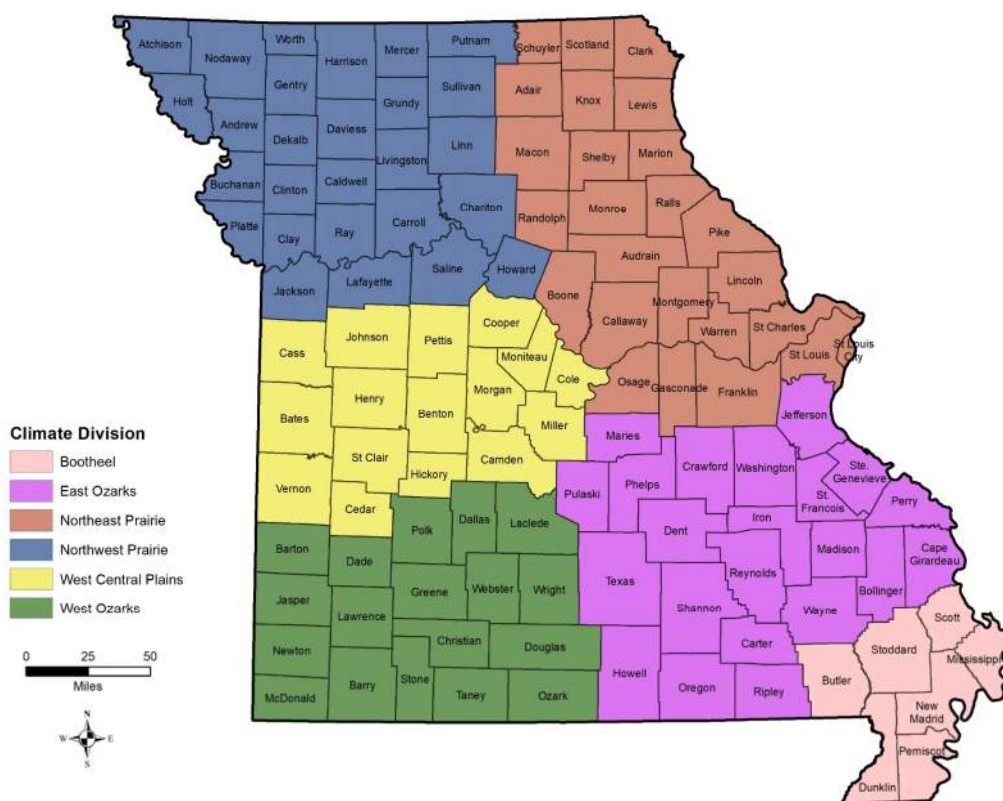 Atchison
Nodaway
Worth
Harrison
Mercer
Putnam
Schuyler
Scotland
Clark
Holt
Gentry
Sullivan
Adair
Knox
Lewis
Andrew
Dekalb
Daviess
Grundy
Linn
Macon
Shelby
Marion
Buchanan
Clinton
Caldwell
Livingston
Chariton
Randolph
Monroe
Ralls
Platte
Clay
Ray
Carroll
Pike
Audrain
Jackson
Lafayette
Saline
Howard
Boone
Callaway
Montgomery
Lincoln
Warren
St Charles
St Louis
St Louis
City
Cass
Johnson
Pettis
Cooper
Moniteau
Cole
Osage
Gasconade
Franklin
Jefferson
Bates
Henry
Benton
Morgan
Miller
Maries
Vernon
St Clair
Hickory
Camden
Pulaski
Phelps
Crawford
Washington
Ste.
Genevieve
St.
Francois
Perry
Cedar
Barton
Dade
Polk
Dallas
Laclede
Dent
Iron
Madison
Cape
Girardeau
Jasper
Lawrence
Greene
Webster
Wright
Texas
Reynolds
Bollinger
Wayne
Shannon
Newton
Christian
Douglas
Carter
Stoddard
Scott
Mississippi
McDonald
Barry
Stone
Taney
Ozark
Howell
Oregon
Ripley
Butler
New
Madrid
Pemiscot
Dunklin
Climate Division
Bootheel
East Ozarks
Northeast Prairie
Northwest Prairie
West Central Plains
West Ozarks
0 25 50
Miles
N
W E
S